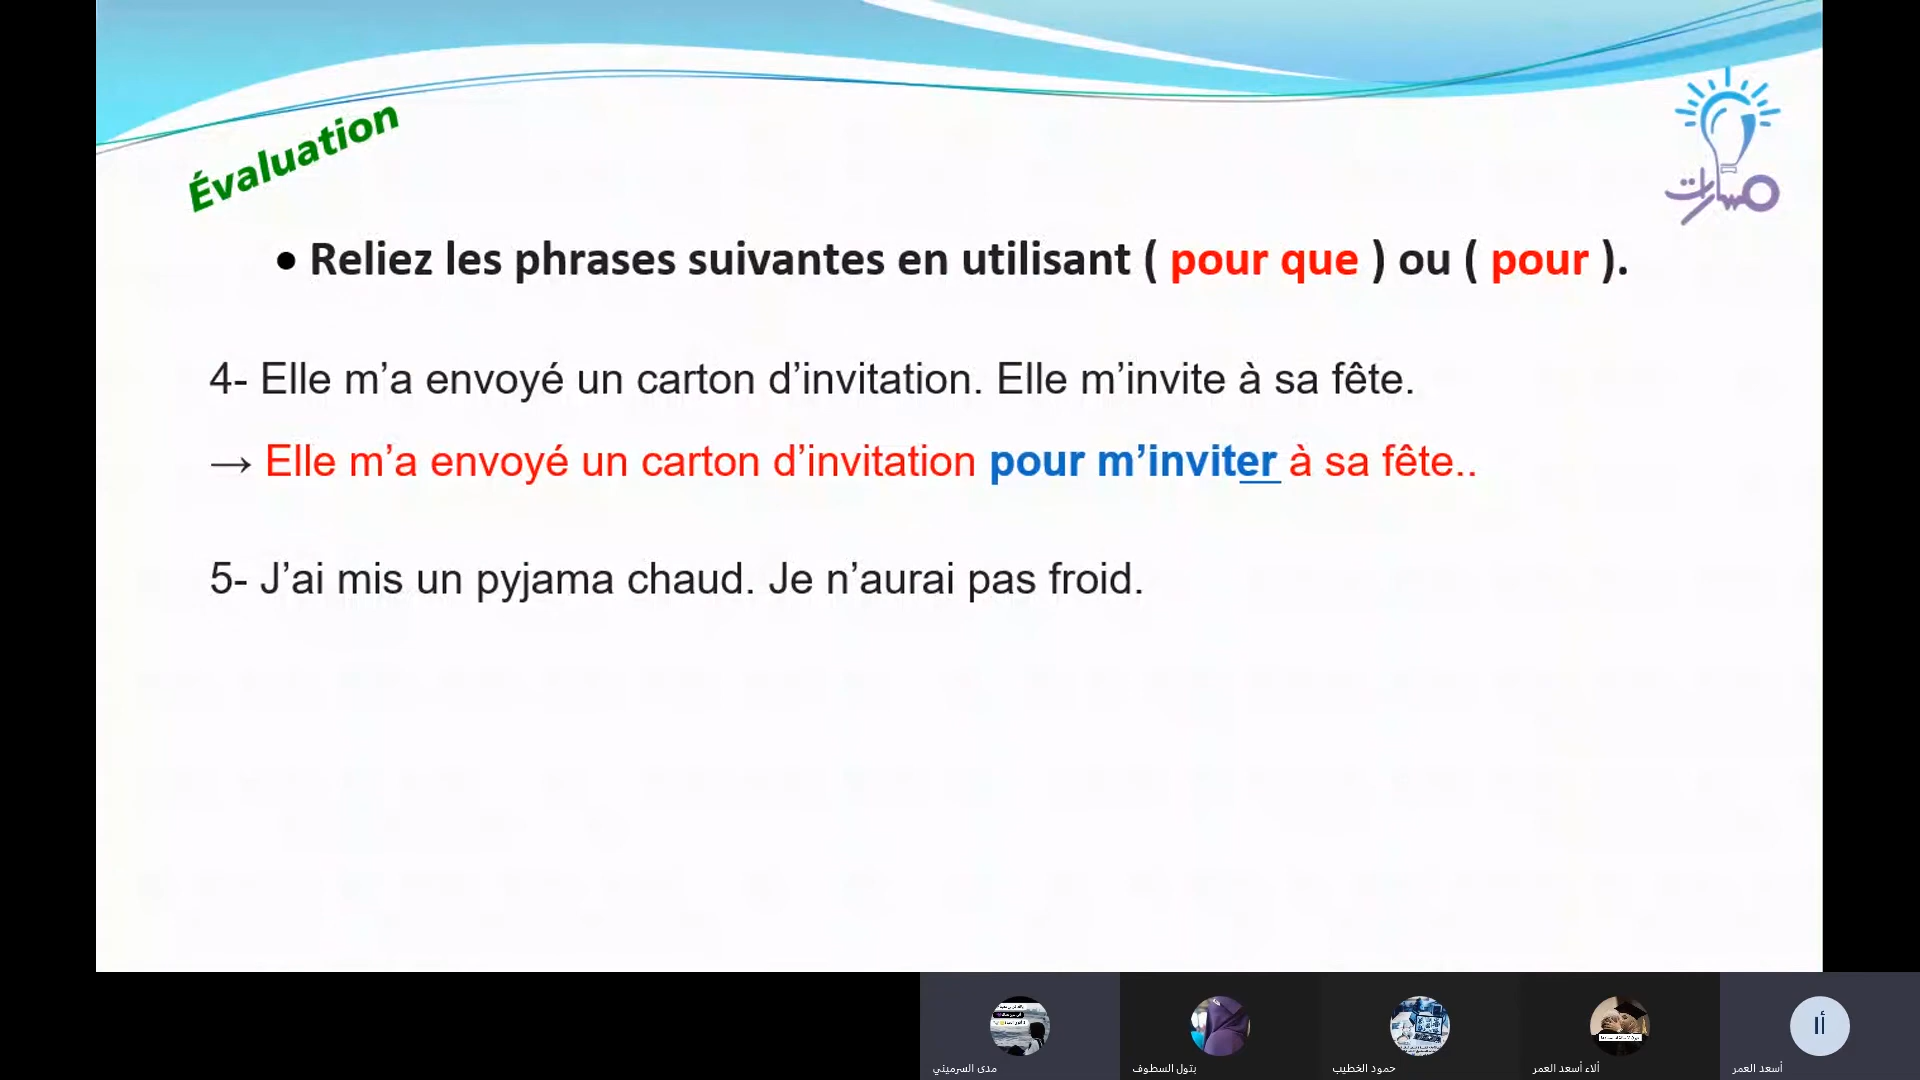 Évaluation
مسارات
• Reliez les phrases suivantes en utilisant ( pour que ) ou ( pour ).
4- Elle m’a envoyé un carton d’invitation. Elle m’invite à sa fête.
→ Elle m’a envoyé un carton d’invitation pour m’inviter à sa fête..
5- J’ai mis un pyjama chaud. Je n’aurai pas froid.
أا
مدى السرميني
بتول السطوف
حمود الخطيب
آلاء أسعد العمر
أسعد العمر